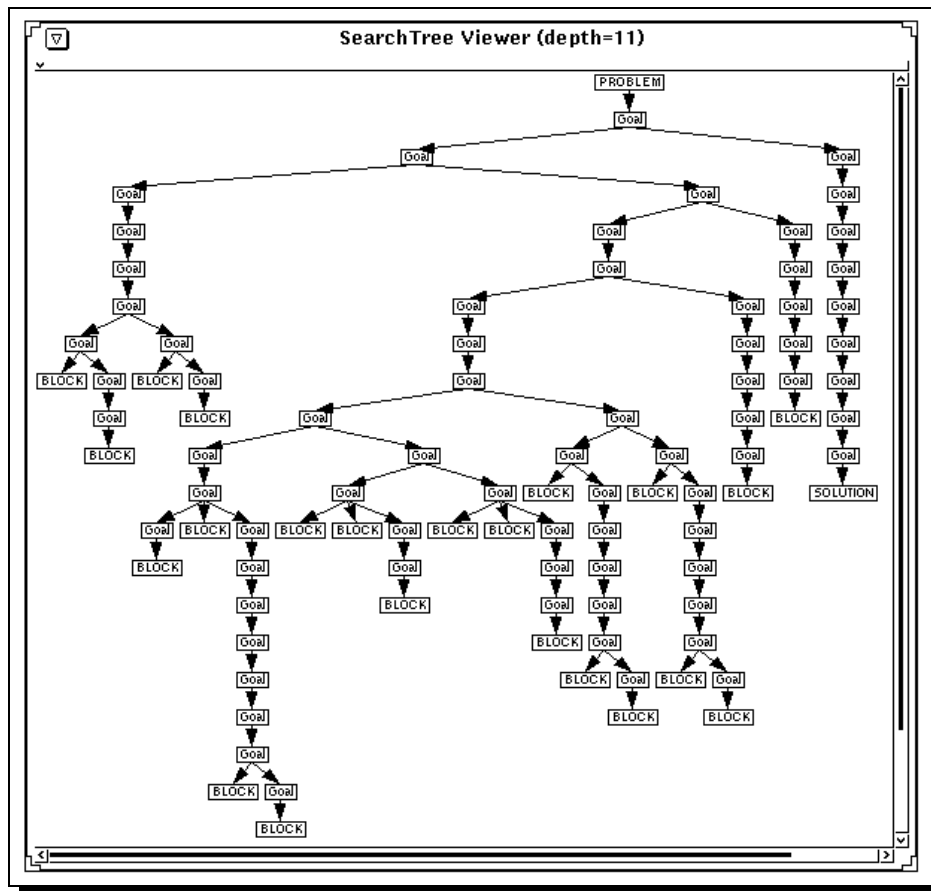 SearchTree Viewer (depth=11)
PROBLEM
Goal
Goal Goal
Goal Goal Goal
Goal Goal Goal Goal
Goal Goal Goal Goal
Goal Goal Goal Goal Goal
Goal Goal Goal Goal Goal Goal
BLOCK Goal BLOCK Goal Goal Goal Goal Goal
Goal BLOCK Goal Goal Goal BLOCK Goal
BLOCK Goal Goal Goal Goal Goal Goal
Goal Goal Goal BLOCK Goal BLOCK Goal BLOCK SOLUTION
Goal BLOCK Goal BLOCK BLOCK Goal BLOCK BLOCK Goal Goal Goal
BLOCK Goal Goal Goal Goal Goal
Goal BLOCK Goal Goal Goal
Goal BLOCK Goal Goal
Goal BLOCK Goal BLOCK Goal
Goal BLOCK BLOCK
Goal
BLOCK Goal
BLOCK